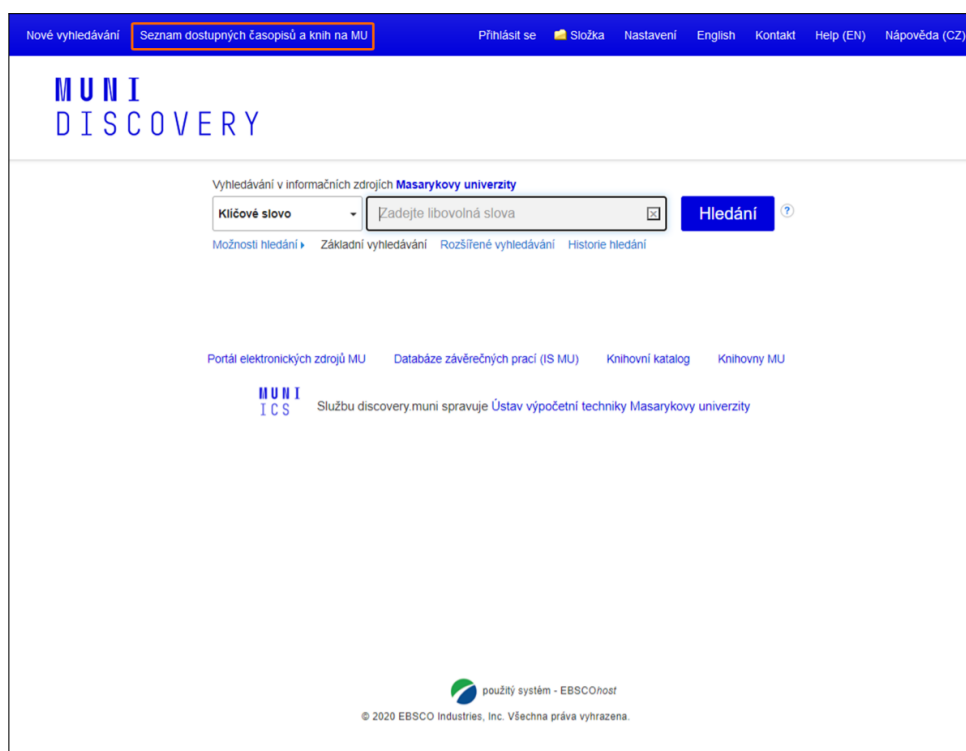 Nové vyhledávání Seznam dostupných časopisů a knih na MU Přihlásit se Složka Nastavení English Kontakt Help (EN) Nápověda (CZ)
MUNI
DISCOVERY
Vyhledávání v informačních zdrojích Masarykovy univerzity
Klíčové slovo Zadejte libovolná slova Hledání ?
Možnosti hledání Základní vyhledávání Rozšířené vyhledávání Historie hledání
Portál elektronických zdrojů MU Databáze závěrečných prací (IS MU) Knihovní katalog Knihovny MU
MUNI
ICS
Službu discovery.muni spravuje Ústav výpočetní techniky Masarykovy univerzity
použitý systém - EBSCOhost
© 2020 EBSCO Industries, Inc. Všechna práva vyhrazena.